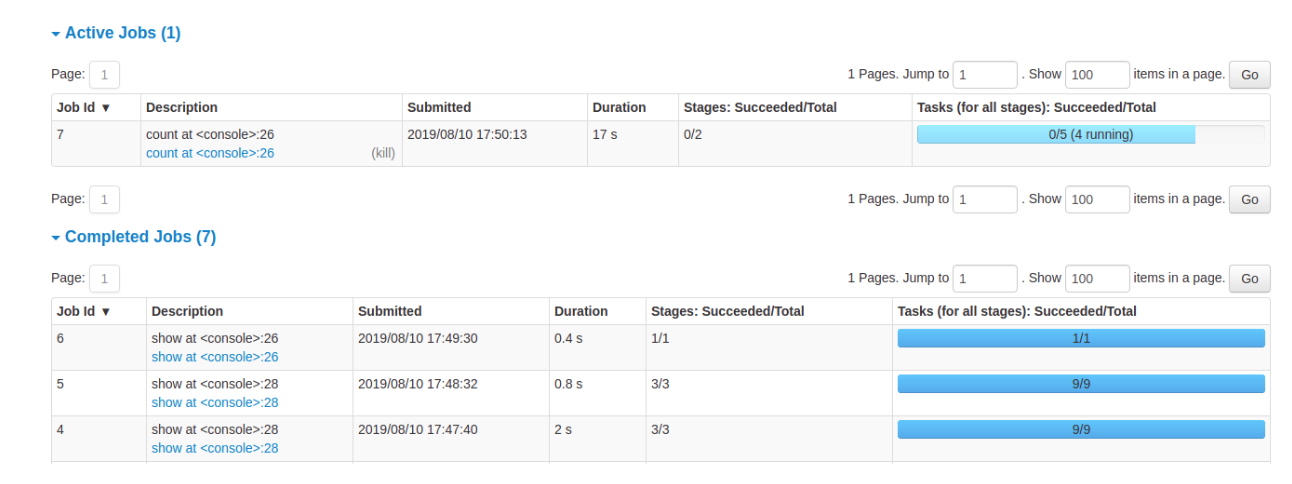 Active Jobs (1)
Page: 1 1 Pages. Jump to 1 . Show 100 items in a page. Go
Job Id ▼ Description Submitted Duration Stages: Succeeded/Total Tasks (for all stages): Succeeded/Total
7 count at <console>:26 2019/08/10 17:50:13 17 s 0/2 0/5 (4 running)
count at <console>:26 (kill)
Page: 1 1 Pages. Jump to 1 . Show 100 items in a page. Go
Completed Jobs (7)
Page: 1 1 Pages. Jump to 1 . Show 100 items in a page. Go
Job Id ▼ Description Submitted Duration Stages: Succeeded/Total Tasks (for all stages): Succeeded/Total
6 show at <console>:26 2019/08/10 17:49:30 0.4 s 1/1 1/1
show at <console>:26
5 show at <console>:28 2019/08/10 17:48:32 0.8 s 3/3 9/9
show at <console>:28
4 show at <console>:28 2019/08/10 17:47:40 2 s 3/3 9/9
show at <console>:28